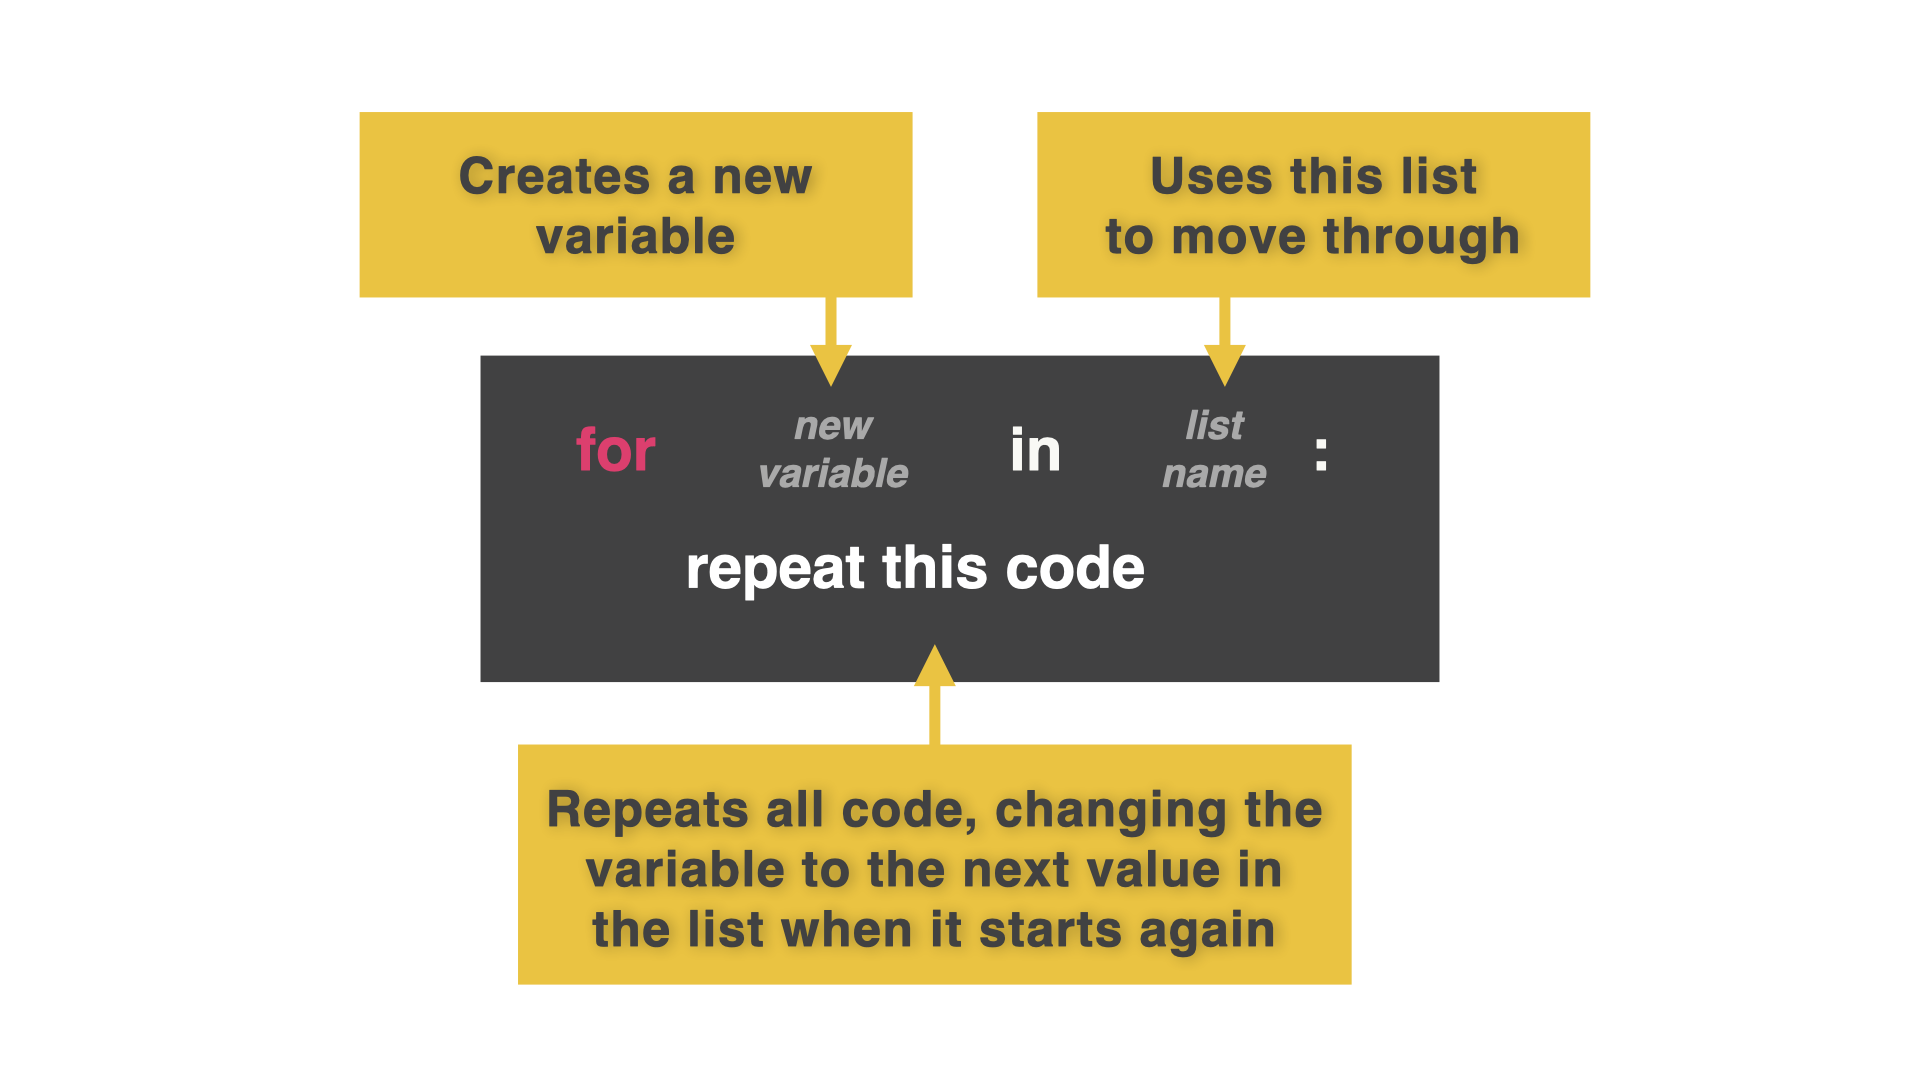 Creates a new
variable
Uses this list
to move through
for new variable in list name :
repeat this code
Repeats all code, changing the
variable to the next value in
the list when it starts again